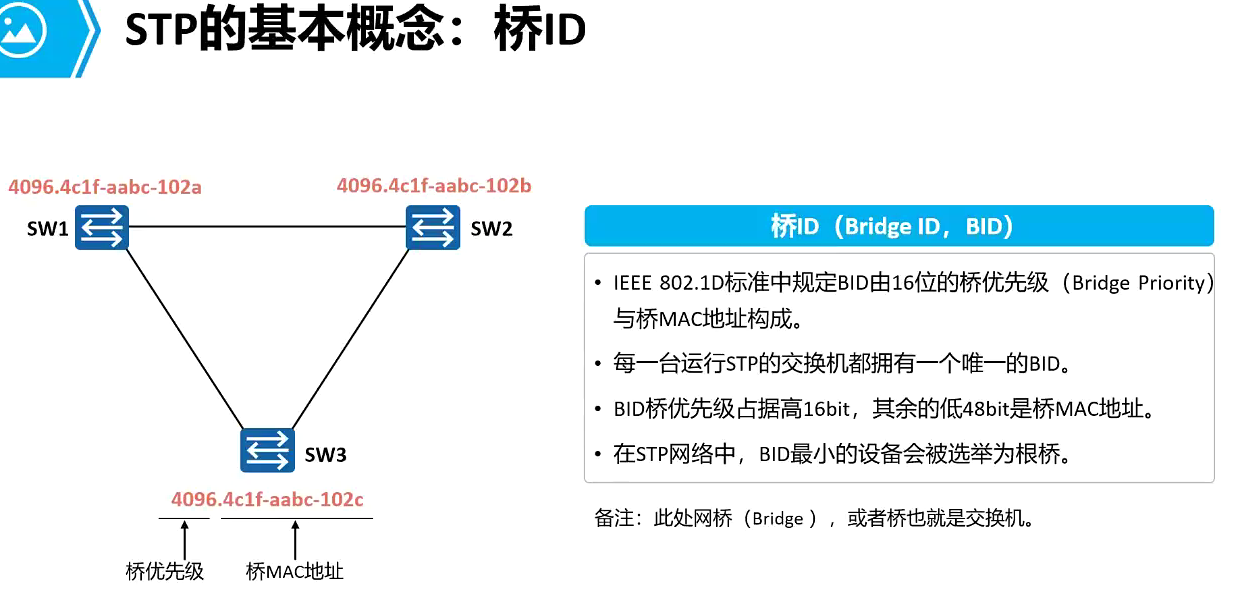 STP的基本概念：桥ID
4096.4c1f-aabc-102a
4096.4c1f-aabc-102b
SW1
SW2
SW3
4096.4c1f-aabc-102c
桥优先级
桥MAC地址
桥ID（Bridge ID，BID）
• IEEE 802.1D标准中规定BID由16位的桥优先级（Bridge Priority）
与桥MAC地址构成。
• 每一台运行STP的交换机都拥有一个唯一的BID。
• BID桥优先级占据高16bit，其余的低48bit是桥MAC地址。
• 在STP网络中，BID最小的设备会被选举为根桥。
备注：此处网桥（Bridge ），或者桥也就是交换机。